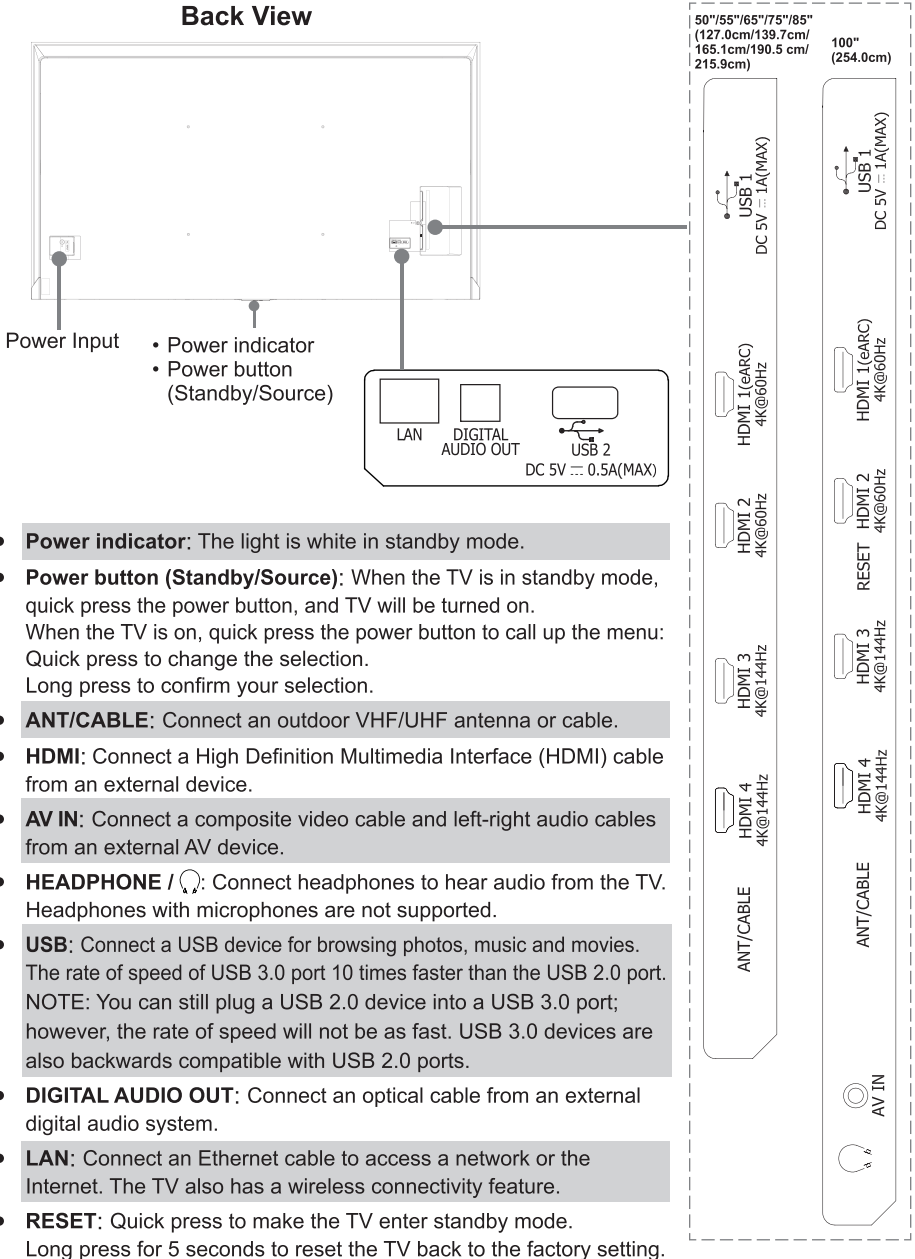 Back View
Power Input
• Power indicator
• Power button
(Standby/Source)
LAN
DIGITAL
AUDIO OUT
USB 2
DC 5V ⎓ 0.5A(MAX)
50"/55"/65"/75"/85"
(127.0cm/139.7cm/
165.1cm/190.5 cm/
215.9cm)
USB 1
DC 5V ⎓ 1A(MAX)
HDMI 1(eARC)
4K@60Hz
HDMI 2
4K@60Hz
HDMI 3
4K@144Hz
HDMI 4
4K@144Hz
ANT/CABLE
100"
(254.0cm)
USB 1
DC 5V ⎓ 1A(MAX)
HDMI 1(eARC)
4K@60Hz
HDMI 2
4K@60Hz
RESET
HDMI 3
4K@144Hz
HDMI 4
4K@144Hz
ANT/CABLE
AV IN
• Power indicator: The light is white in standby mode.
• Power button (Standby/Source): When the TV is in standby mode,
quick press the power button, and TV will be turned on.
When the TV is on, quick press the power button to call up the menu:
Quick press to change the selection.
Long press to confirm your selection.
• ANT/CABLE: Connect an outdoor VHF/UHF antenna or cable.
• HDMI: Connect a High Definition Multimedia Interface (HDMI) cable
from an external device.
• AV IN: Connect a composite video cable and left-right audio cables
from an external AV device.
• HEADPHONE / : Connect headphones to hear audio from the TV.
Headphones with microphones are not supported.
• USB: Connect a USB device for browsing photos, music and movies.
The rate of speed of USB 3.0 port 10 times faster than the USB 2.0 port.
NOTE: You can still plug a USB 2.0 device into a USB 3.0 port;
however, the rate of speed will not be as fast. USB 3.0 devices are
also backwards compatible with USB 2.0 ports.
• DIGITAL AUDIO OUT: Connect an optical cable from an external
digital audio system.
• LAN: Connect an Ethernet cable to access a network or the
Internet. The TV also has a wireless connectivity feature.
• RESET: Quick press to make the TV enter standby mode.
Long press for 5 seconds to reset the TV back to the factory setting.